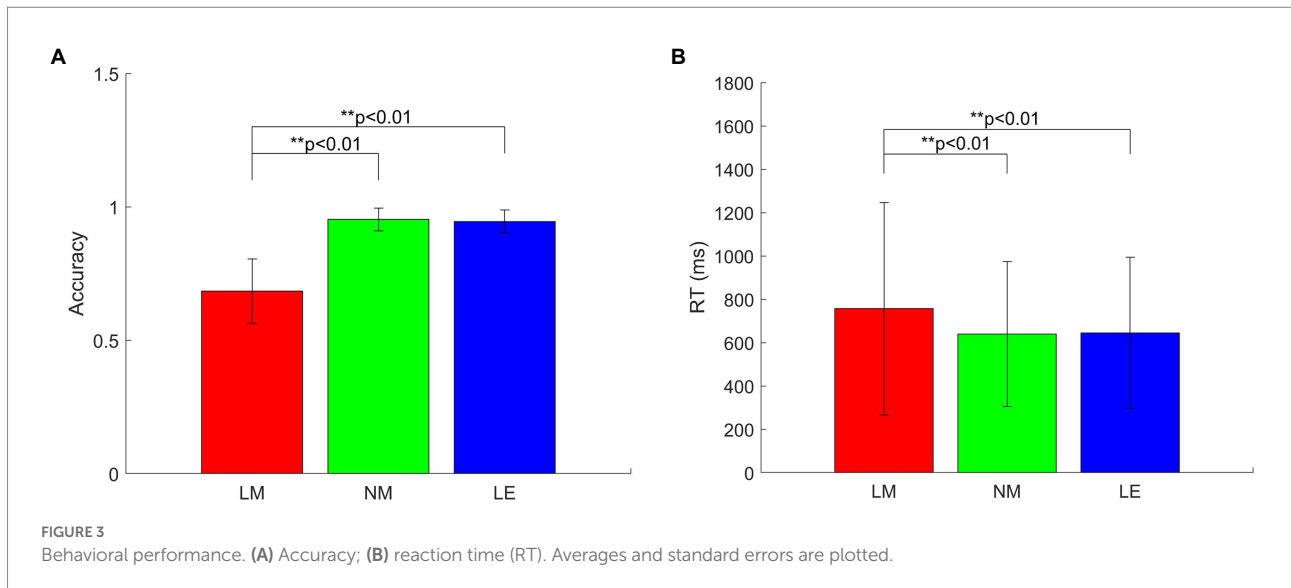 A
1.5
1
0.5
0
Accuracy
**p<0.01
**p<0.01
LM NM LE
B
1800
1600
1400
1200
1000
800
600
400
200
0
RT (ms)
**p<0.01
**p<0.01
LM NM LE
FIGURE 3
Behavioral performance. (A) Accuracy; (B) reaction time (RT). Averages and standard errors are plotted.